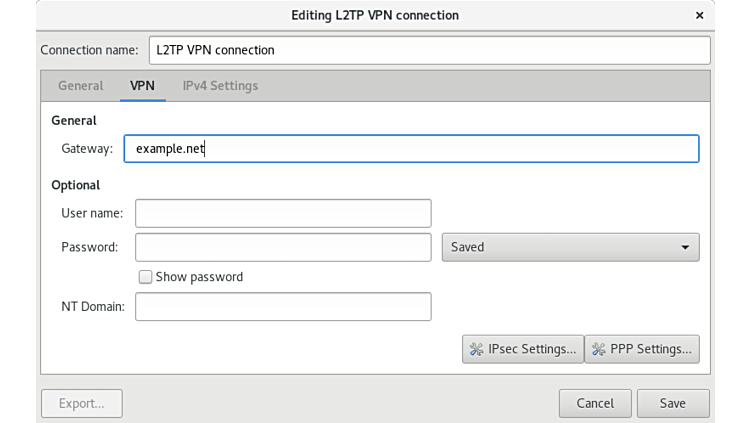 Editing L2TP VPN connection ×
Connection name: L2TP VPN connection
General VPN IPv4 Settings
General
Gateway: example.net
Optional
User name:
Password: Saved
Show password
NT Domain:
IPsec Settings... PPP Settings...
Export... Cancel Save